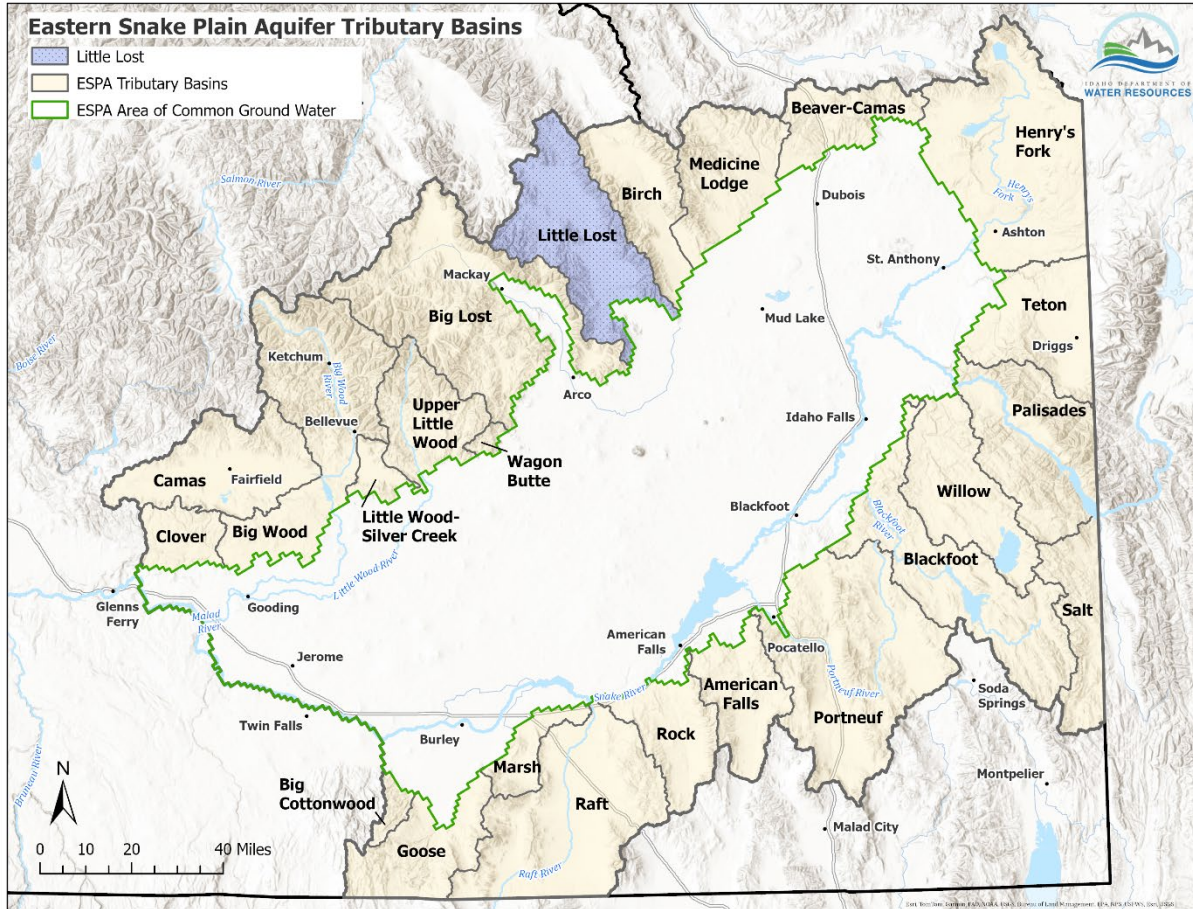 Eastern Snake Plain Aquifer Tributary Basins
Little Lost
ESPA Tributary Basins
ESPA Area of Common Ground Water
IDAHO DEPARTMENT OF
WATER RESOURCES
Beaver-Camas
Henry's
Fork
Medicine
Lodge
Birch
Salmon River
Henry's
Fork
Dubois
Ashton
Little Lost
St. Anthony
Mackay
Teton
Big Lost
Mud Lake
Driggs
Boise River
Ketchum
Big Wood
River
Arco
Palisades
Upper
Little
Wood
Idaho Falls
Bellevue
Wagon
Butte
Camas
Fairfield
Willow
Little Wood-
Silver Creek
Blackfoot
Blackfoot
River
Clover
Big Wood
Blackfoot
Little Wood River
Glenns
Ferry
Malad
River
Gooding
Salt
American
Falls
Pocatello
Portneuf River
Jerome
American
Falls
Soda
Springs
Snake River
Portneuf
Twin Falls
Burley
Rock
Marsh
Bruneau River
N
Big
Cottonwood
Raft
Montpelier
Malad City
Goose
Raft River
0 10 20 40 Miles